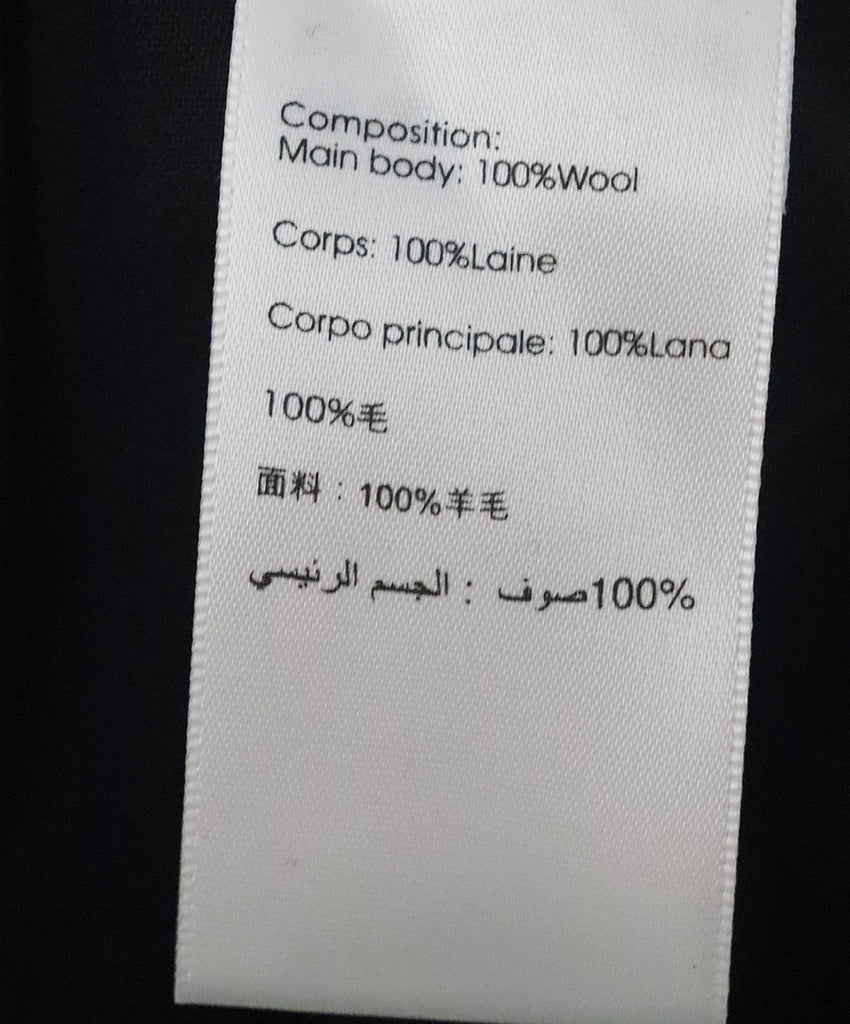 Composition:
Main body: 100%Wool
Corps: 100%Laine
Corpo principale: 100%Lana
100%毛
面料：100%羊毛
100%صوف : الجسم الرئيسي